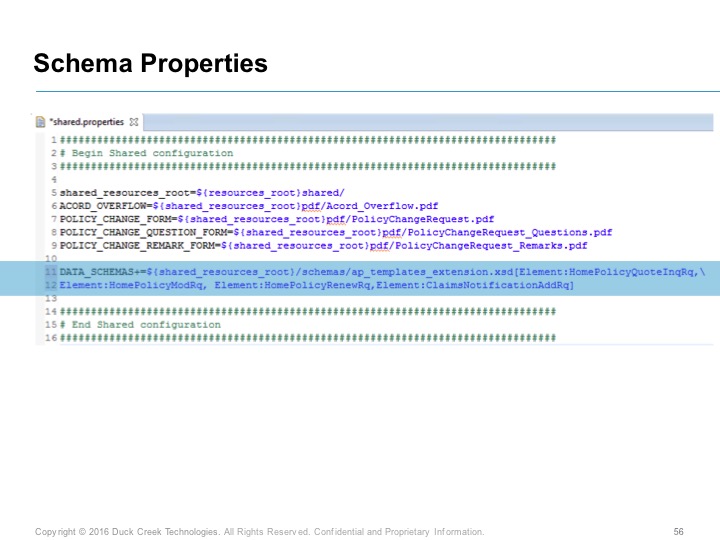 Schema Properties
*shared.properties
1 ################################################################################
2 # Begin Shared configuration
3 ################################################################################
4
5 shared_resources_root=${resources_root}shared/
6 ACORD_OVERFLOW=${shared_resources_root}pdf/Acord_Overflow.pdf
7 POLICY_CHANGE_FORM=${shared_resources_root}pdf/PolicyChangeRequest.pdf
8 POLICY_CHANGE_QUESTION_FORM=${shared_resources_root}pdf/PolicyChangeRequest_Questions.pdf
9 POLICY_CHANGE_REMARK_FORM=${shared_resources_root}pdf/PolicyChangeRequest_Remarks.pdf
10
11 DATA_SCHEMAS+=${shared_resources_root}/schemas/ap_templates_extension.xsd[Element:HomePolicyQuoteInqRq,\
12 Element:HomePolicyModRq, Element:HomePolicyRenewRq,Element:ClaimsNotificationAddRq]
13
14 ################################################################################
15 # End Shared configuration
16 ################################################################################
Copyright © 2016 Duck Creek Technologies. All Rights Reserved. Confidential and Proprietary Information.
56